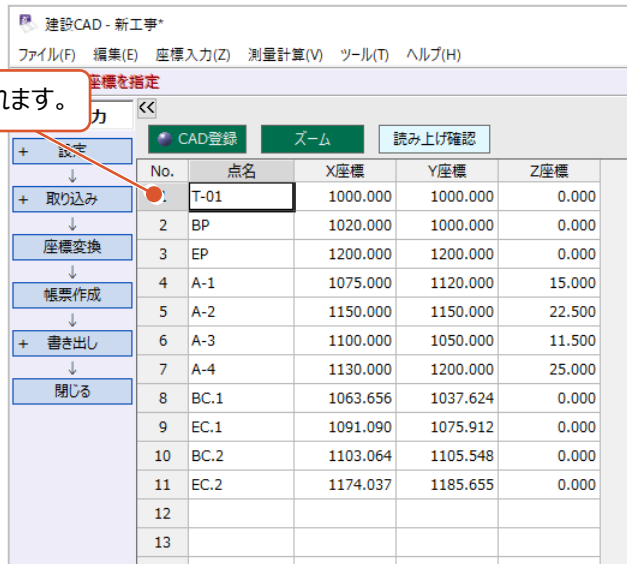 建設CAD - 新工事*
ファイル(F) 編集(E) 座標入力(Z) 測量計算(V) ツール(T) ヘルプ(H)
座標を指定
れます。
力
<<
CAD登録 ズーム 読み上げ確認
+ 設定
↓
+ 取り込み
↓
座標変換
↓
帳票作成
↓
+ 書き出し
↓
閉じる
No. 点名 X座標 Y座標 Z座標
T-01 1000.000 1000.000 0.000
2 BP 1020.000 1000.000 0.000
3 EP 1200.000 1200.000 0.000
4 A-1 1075.000 1120.000 15.000
5 A-2 1150.000 1150.000 22.500
6 A-3 1100.000 1050.000 11.500
7 A-4 1130.000 1200.000 25.000
8 BC.1 1063.656 1037.624 0.000
9 EC.1 1091.090 1075.912 0.000
10 BC.2 1103.064 1105.548 0.000
11 EC.2 1174.037 1185.655 0.000
12
13